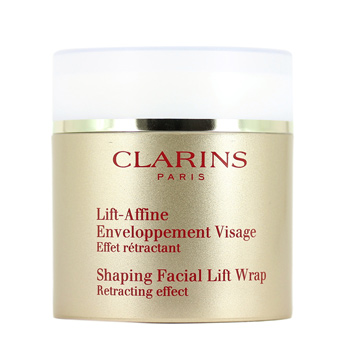 CLARINS
PARIS
Lift-Affine
Enveloppement Visage
Effet rétractant
Shaping Facial Lift Wrap
Retracting effect